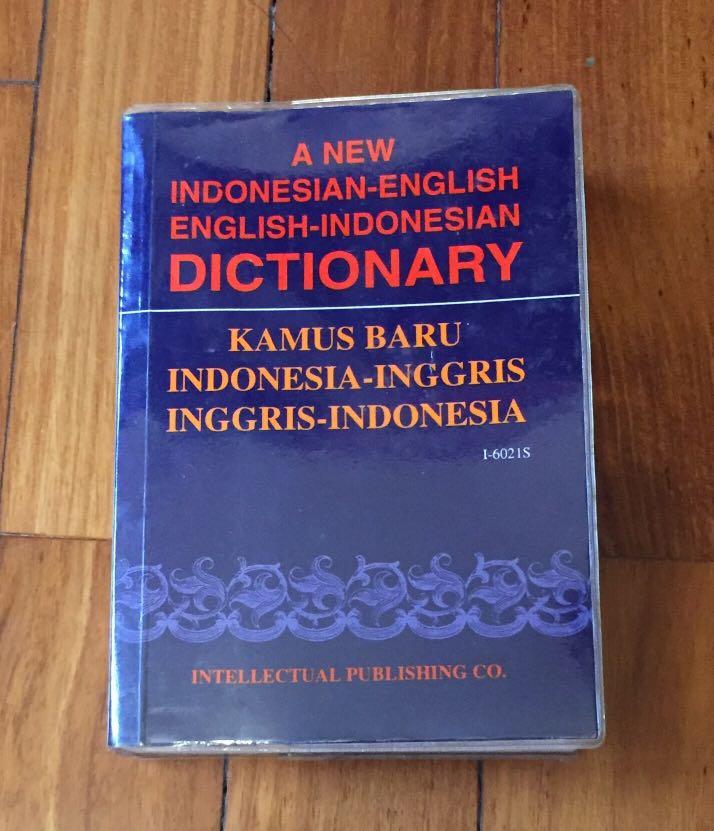 A NEW
INDONESIAN-ENGLISH
ENGLISH-INDONESIAN
DICTIONARY
KAMUS BARU
INDONESIA-INGGRIS
INGGRIS-INDONESIA
I-6021S
INTELLECTUAL PUBLISHING CO.